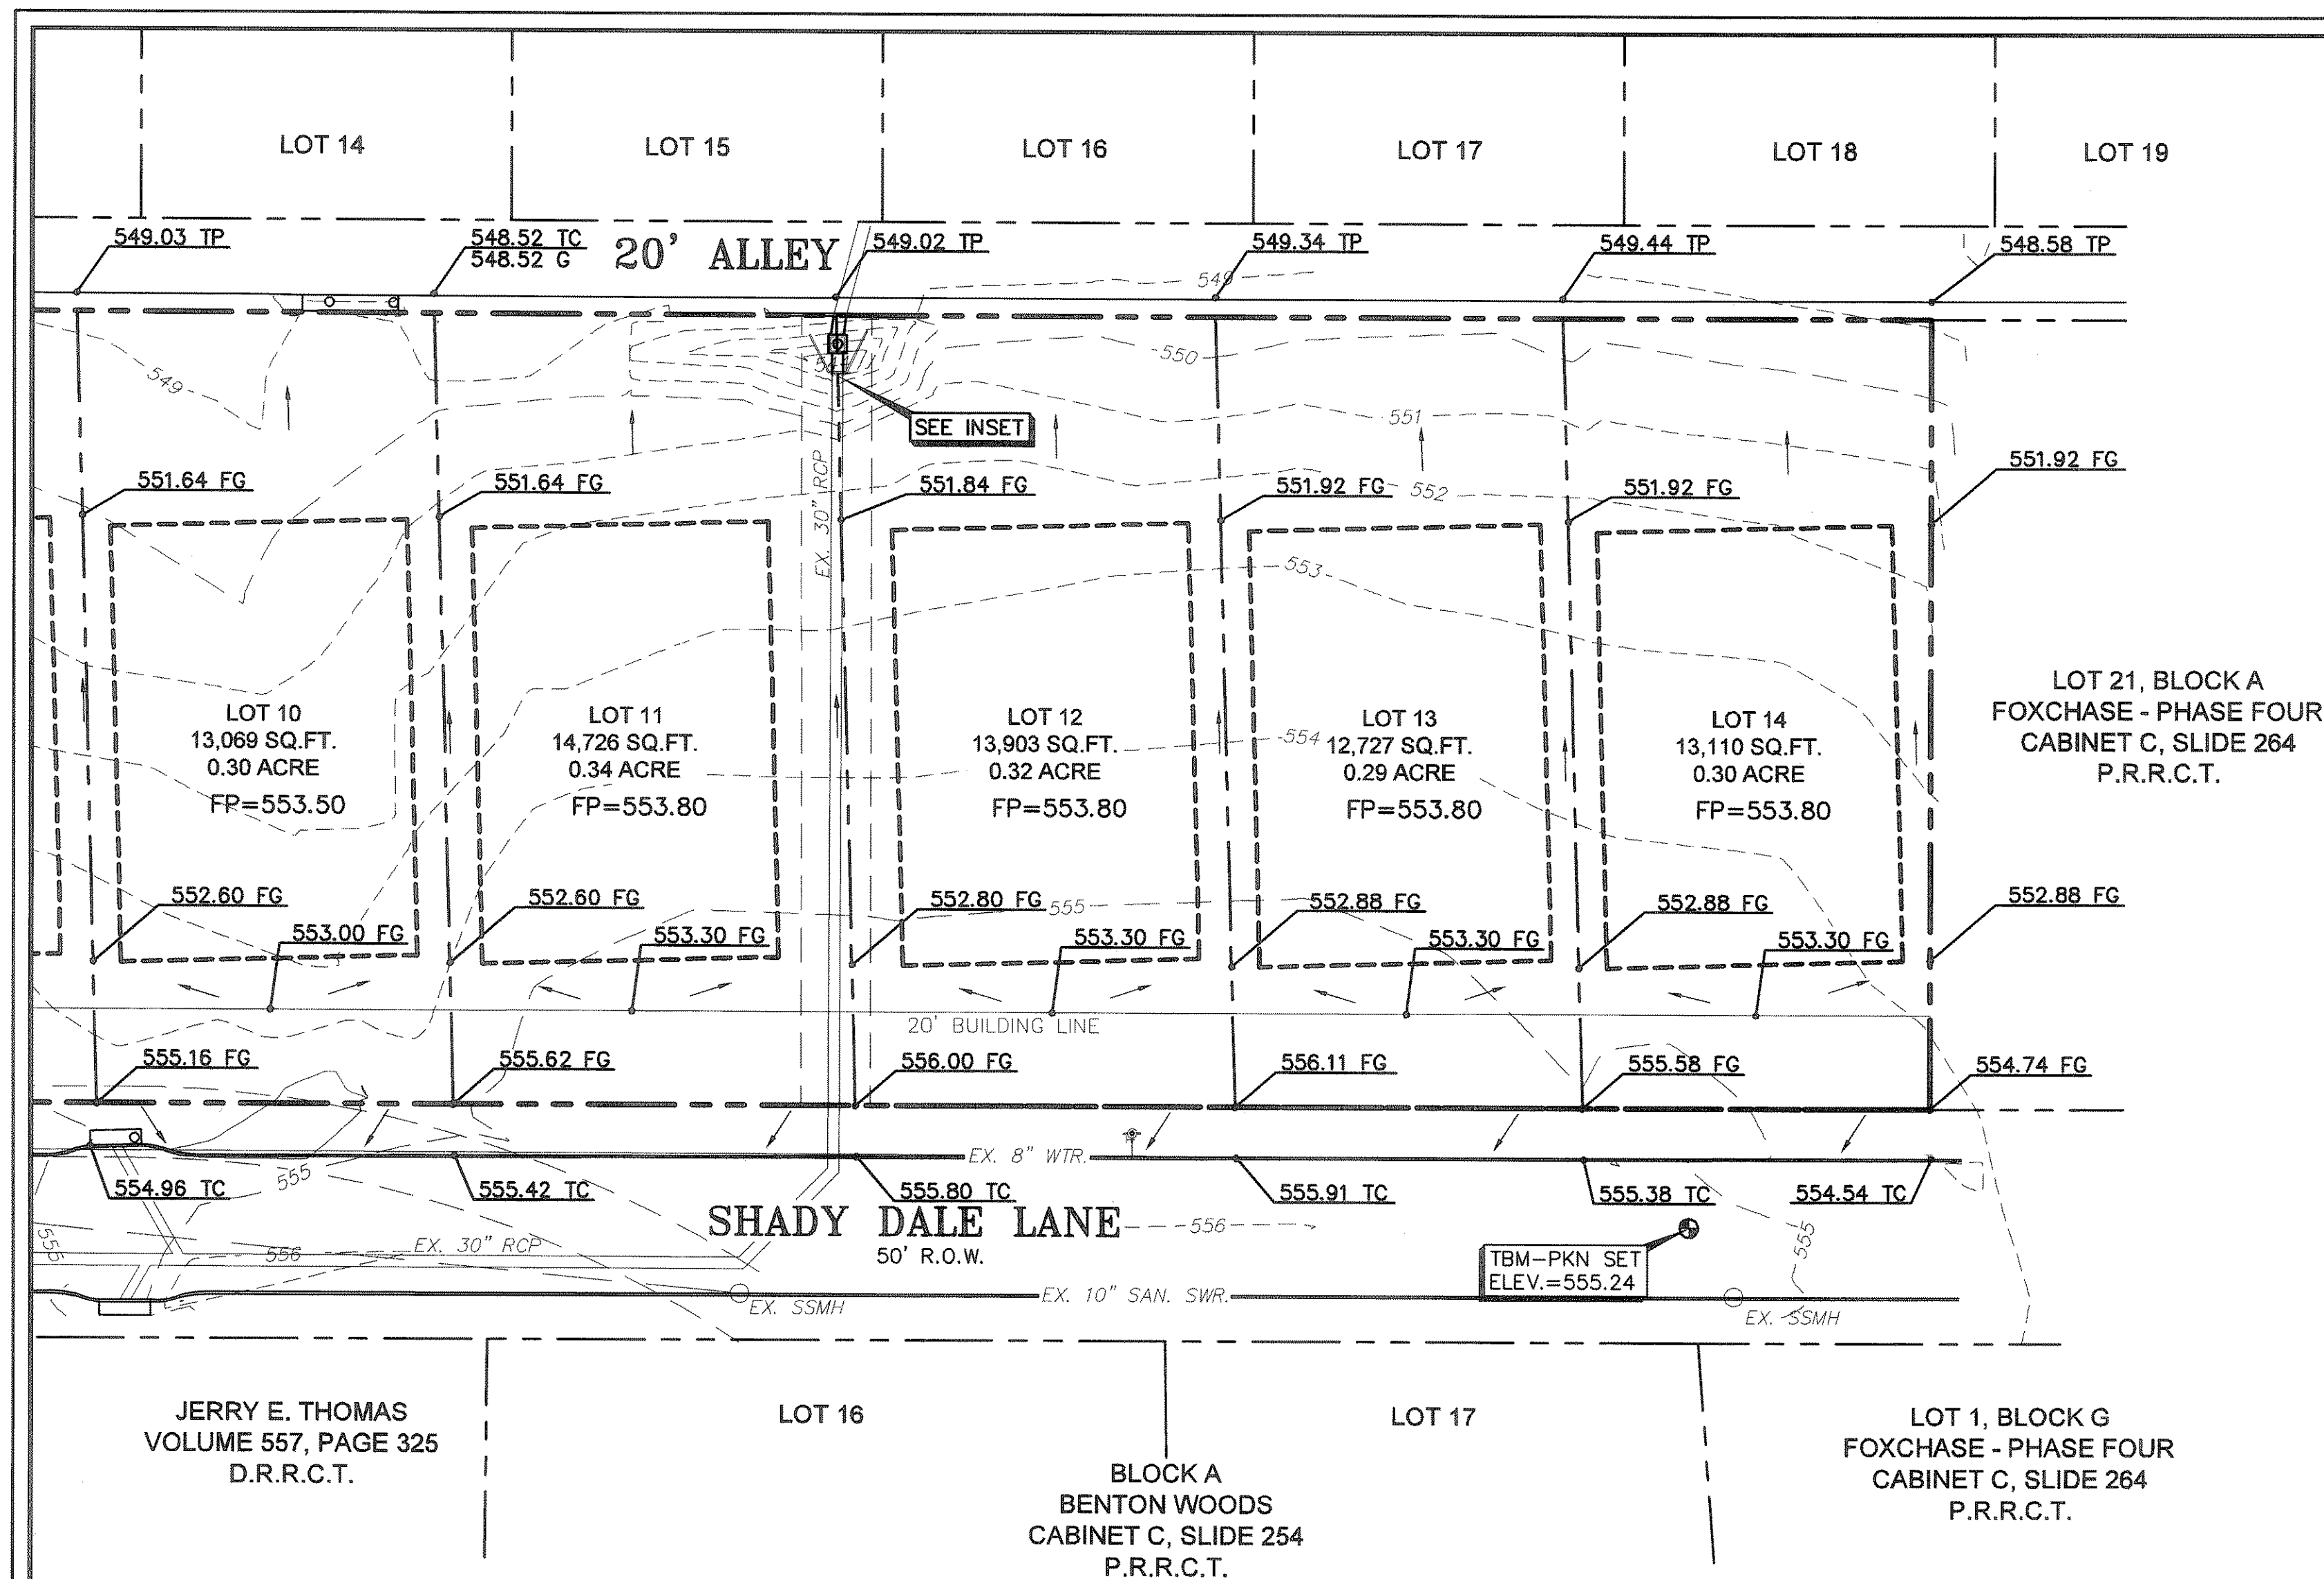 LOT 14
LOT 15
LOT 16
LOT 17
LOT 18
LOT 19
549.03 TP
548.52 TC
548.52 G
20' ALLEY
549.02 TP
549.34 TP
549.44 TP
548.58 TP
549
549
550
551
SEE INSET
551.64 FG
551.64 FG
EX. 30" RCP
551.84 FG
551.92 FG
552
551.92 FG
551.92 FG
553
LOT 10
13,069 SQ.FT.
0.30 ACRE
FP=553.50
LOT 11
14,726 SQ.FT.
0.34 ACRE
FP=553.80
LOT 12
13,903 SQ.FT.
0.32 ACRE
FP=553.80
554
LOT 13
12,727 SQ.FT.
0.29 ACRE
FP=553.80
LOT 14
13,110 SQ.FT.
0.30 ACRE
FP=553.80
LOT 21, BLOCK A
FOXCHASE - PHASE FOUR
CABINET C, SLIDE 264
P.R.R.C.T.
552.60 FG
552.60 FG
552.80 FG
555
552.88 FG
552.88 FG
552.88 FG
553.00 FG
553.30 FG
553.30 FG
553.30 FG
553.30 FG
20' BUILDING LINE
555.16 FG
555.62 FG
556.00 FG
556.11 FG
555.58 FG
554.74 FG
EX. 8" WTR.
554.96 TC
555
555.42 TC
555.80 TC
555.91 TC
555.38 TC
554.54 TC
SHADY DALE LANE
50' R.O.W.
556
555
556
EX. 30" RCP
555
TBM-PKN SET
ELEV.=555.24
EX. SSMH
EX. 10" SAN. SWR.
EX. SSMH
JERRY E. THOMAS
VOLUME 557, PAGE 325
D.R.R.C.T.
LOT 16
LOT 17
BLOCK A
BENTON WOODS
CABINET C, SLIDE 254
P.R.R.C.T.
LOT 1, BLOCK G
FOXCHASE - PHASE FOUR
CABINET C, SLIDE 264
P.R.R.C.T.